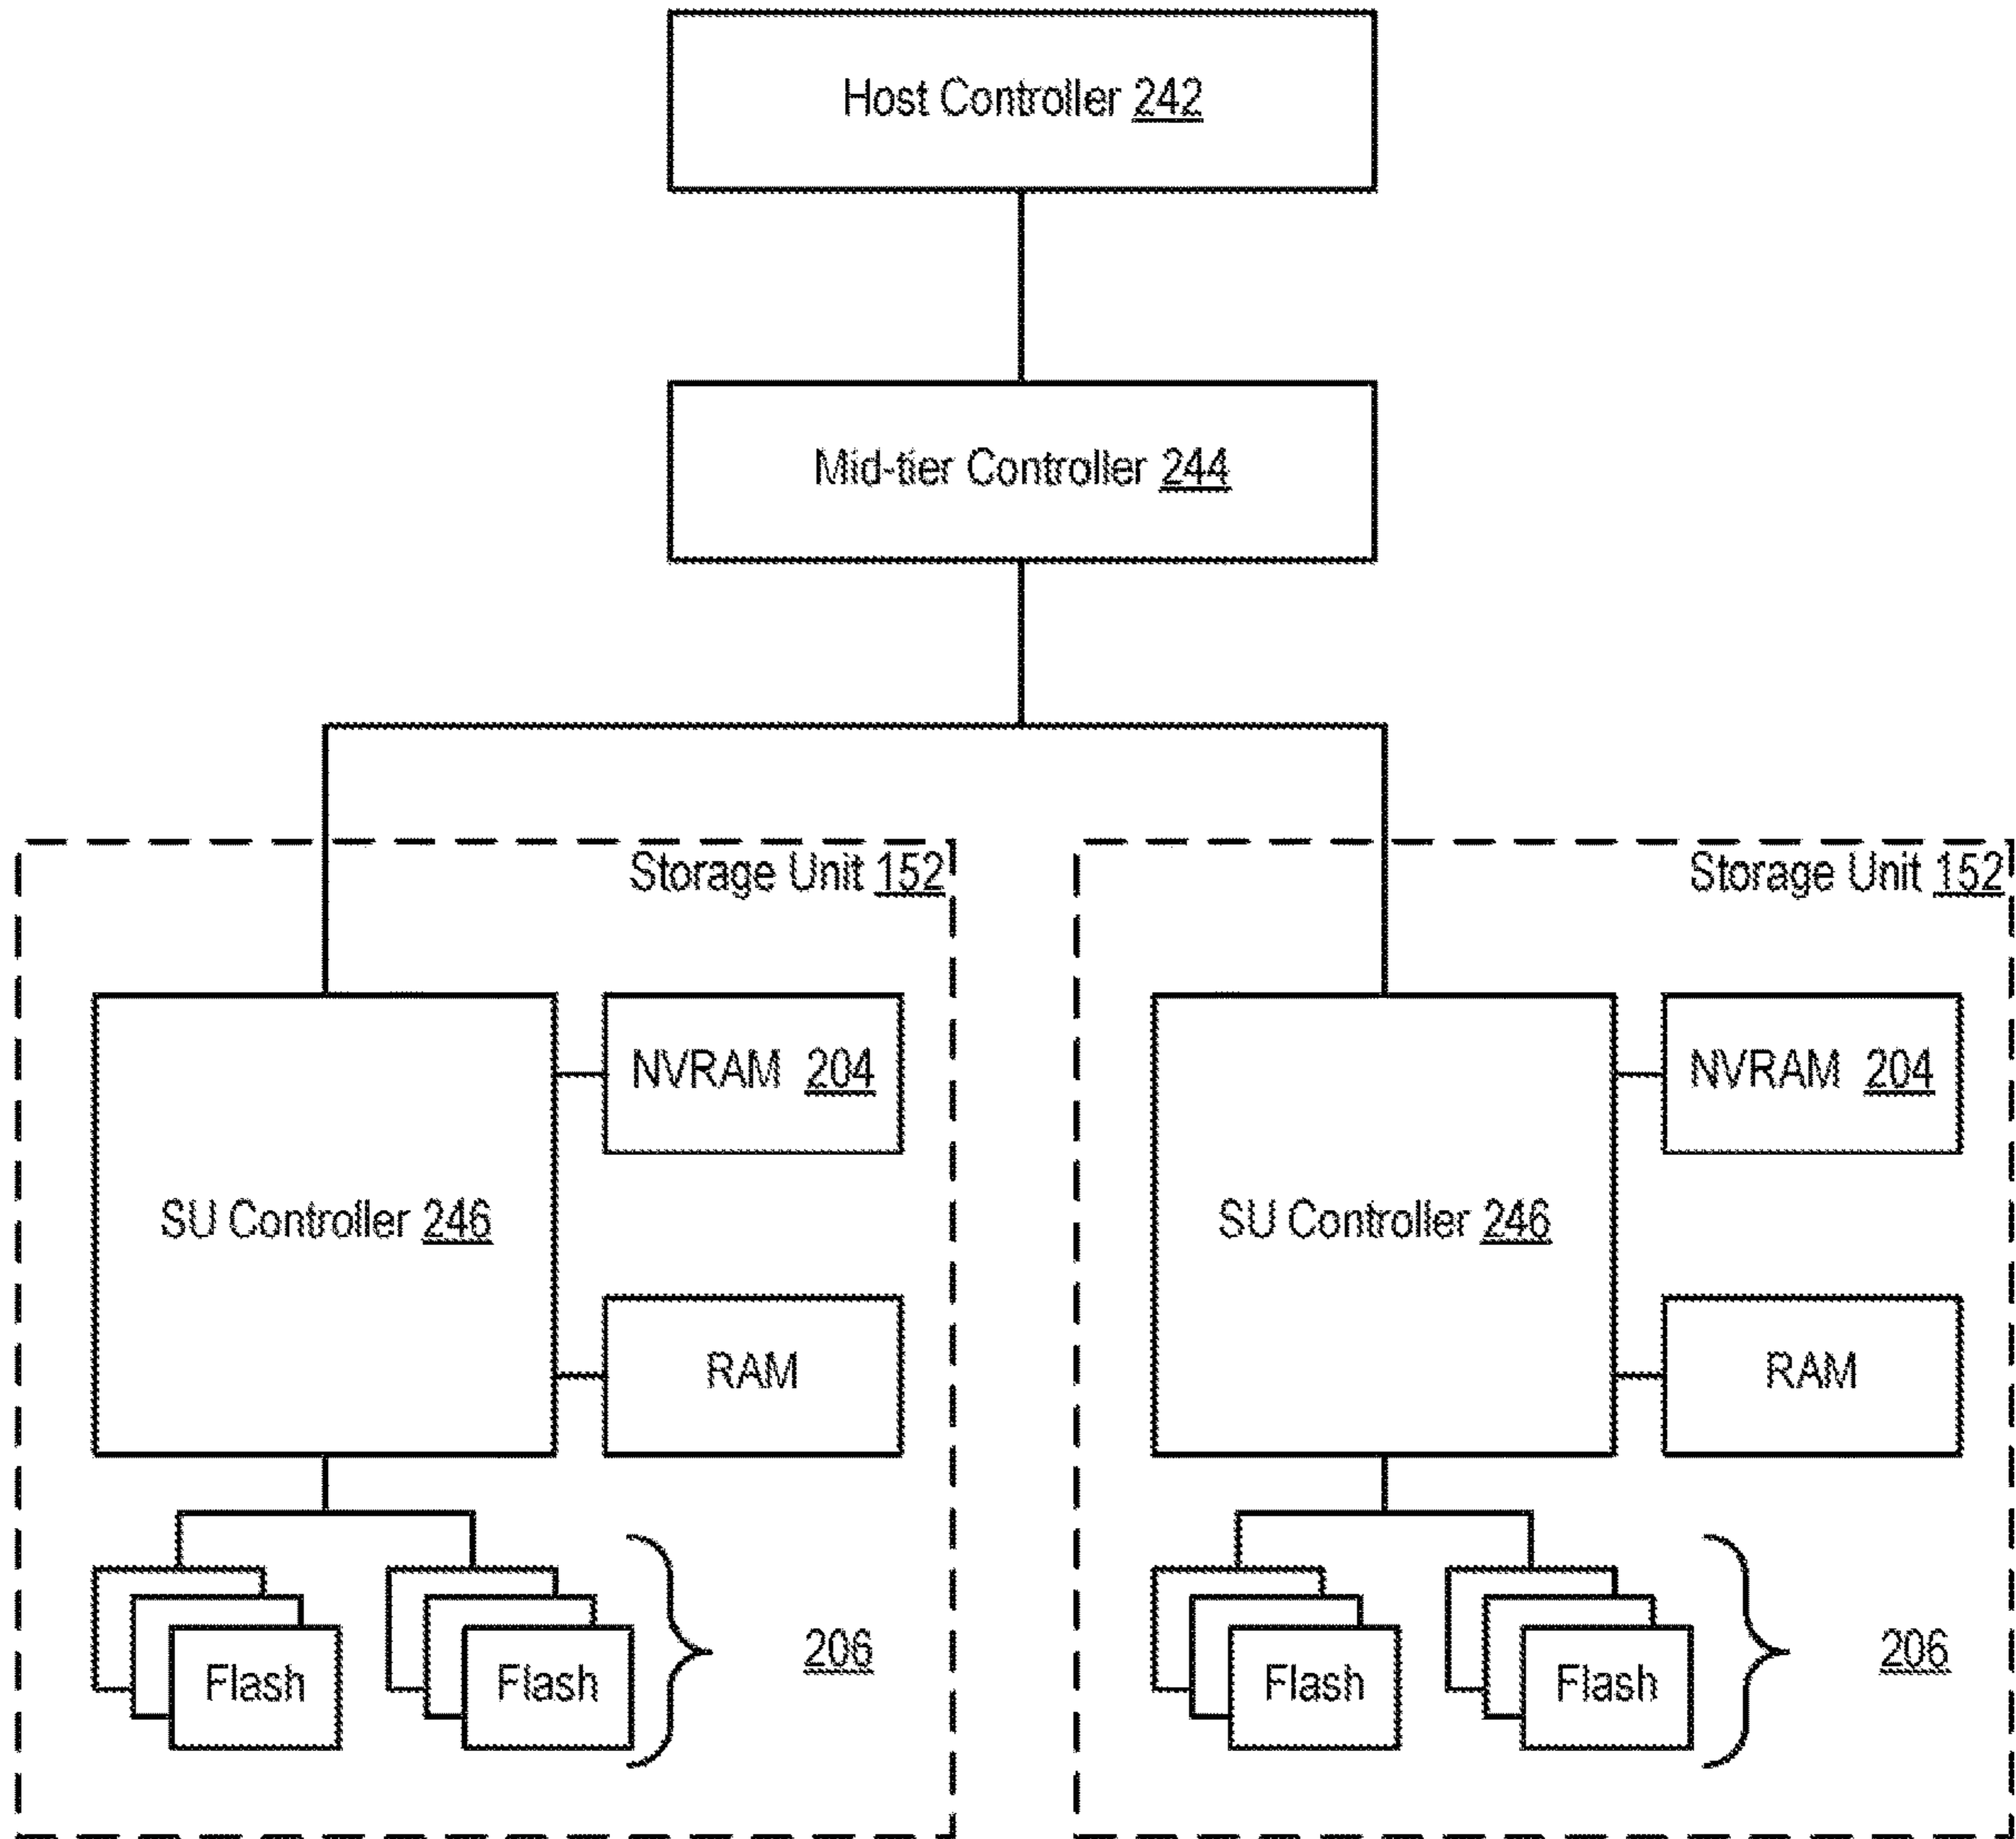 Host Controller 242
Mid-tier Controller 244
Storage Unit 152
Storage Unit 152
NVRAM 204
NVRAM 204
SU Controller 246
SU Controller 246
RAM
RAM
206
206
Flash
Flash
Flash
Flash